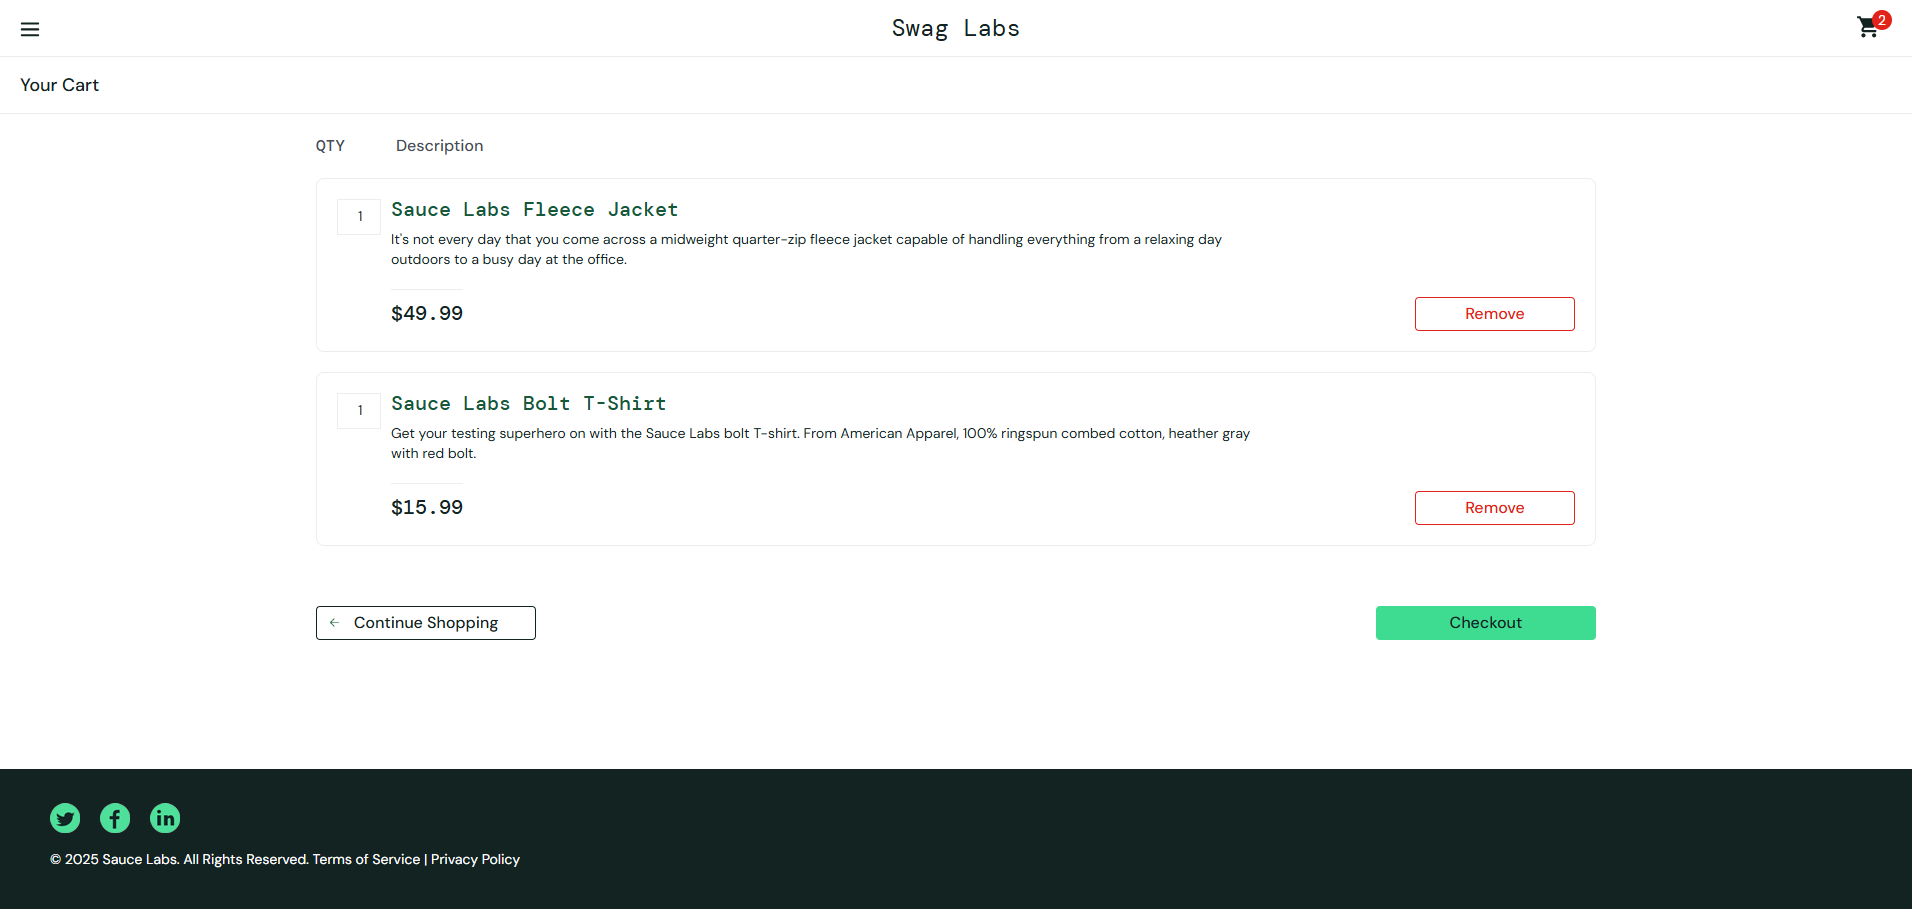 Swag Labs
2
Your Cart
QTY Description
1 Sauce Labs Fleece Jacket
It's not every day that you come across a midweight quarter-zip fleece jacket capable of handling everything from a relaxing day
outdoors to a busy day at the office.
$49.99 Remove
1 Sauce Labs Bolt T-Shirt
Get your testing superhero on with the Sauce Labs bolt T-shirt. From American Apparel, 100% ringspun combed cotton, heather gray
with red bolt.
$15.99 Remove
Continue Shopping Checkout
© 2025 Sauce Labs. All Rights Reserved. Terms of Service | Privacy Policy